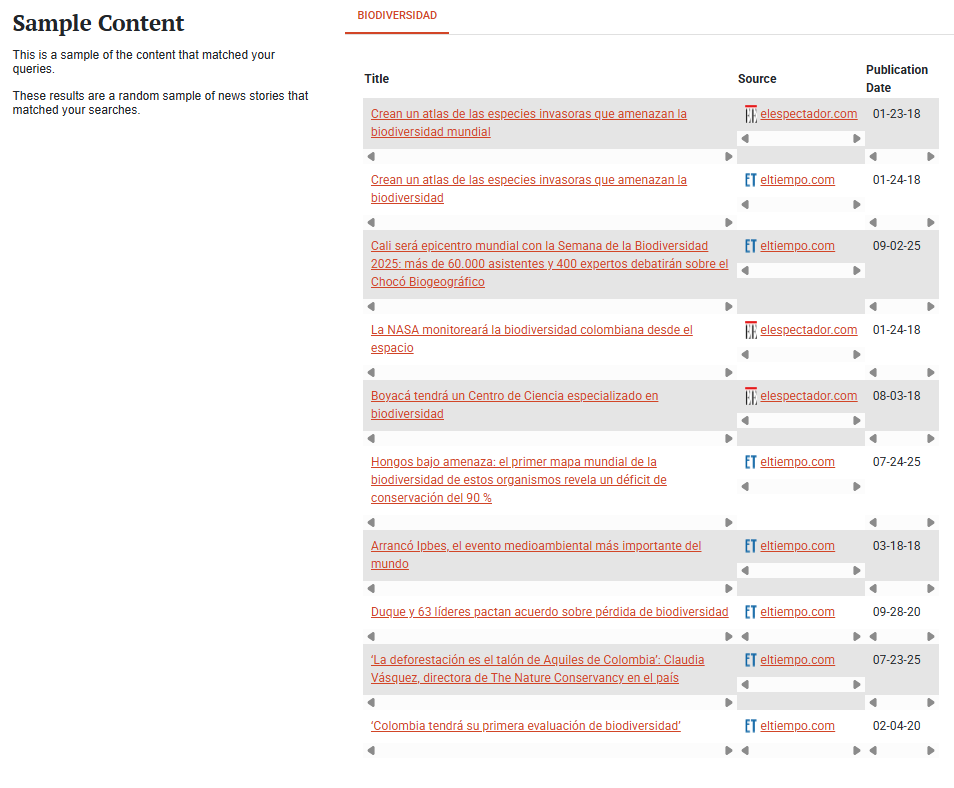 Sample Content
This is a sample of the content that matched your
queries.
These results are a random sample of news stories that
matched your searches.
BIODIVERSIDAD
Title Source Publication
Date
Crean un atlas de las especies invasoras que amenazan la elespectador.com 01-23-18
biodiversidad mundial
Crean un atlas de las especies invasoras que amenazan la ET eltiempo.com 01-24-18
biodiversidad
Cali será epicentro mundial con la Semana de la Biodiversidad ET eltiempo.com 09-02-25
2025: más de 60.000 asistentes y 400 expertos debatirán sobre el
Chocó Biogeográfico
La NASA monitoreará la biodiversidad colombiana desde el elespectador.com 01-24-18
espacio
Boyacá tendrá un Centro de Ciencia especializado en elespectador.com 08-03-18
biodiversidad
Hongos bajo amenaza: el primer mapa mundial de la ET eltiempo.com 07-24-25
biodiversidad de estos organismos revela un déficit de
conservación del 90 %
Arrancó Ipbes, el evento medioambiental más importante del ET eltiempo.com 03-18-18
mundo
Duque y 63 líderes pactan acuerdo sobre pérdida de biodiversidad ET eltiempo.com 09-28-20
‘La deforestación es el talón de Aquiles de Colombia’: Claudia ET eltiempo.com 07-23-25
Vásquez, directora de The Nature Conservancy en el país
‘Colombia tendrá su primera evaluación de biodiversidad’ ET eltiempo.com 02-04-20